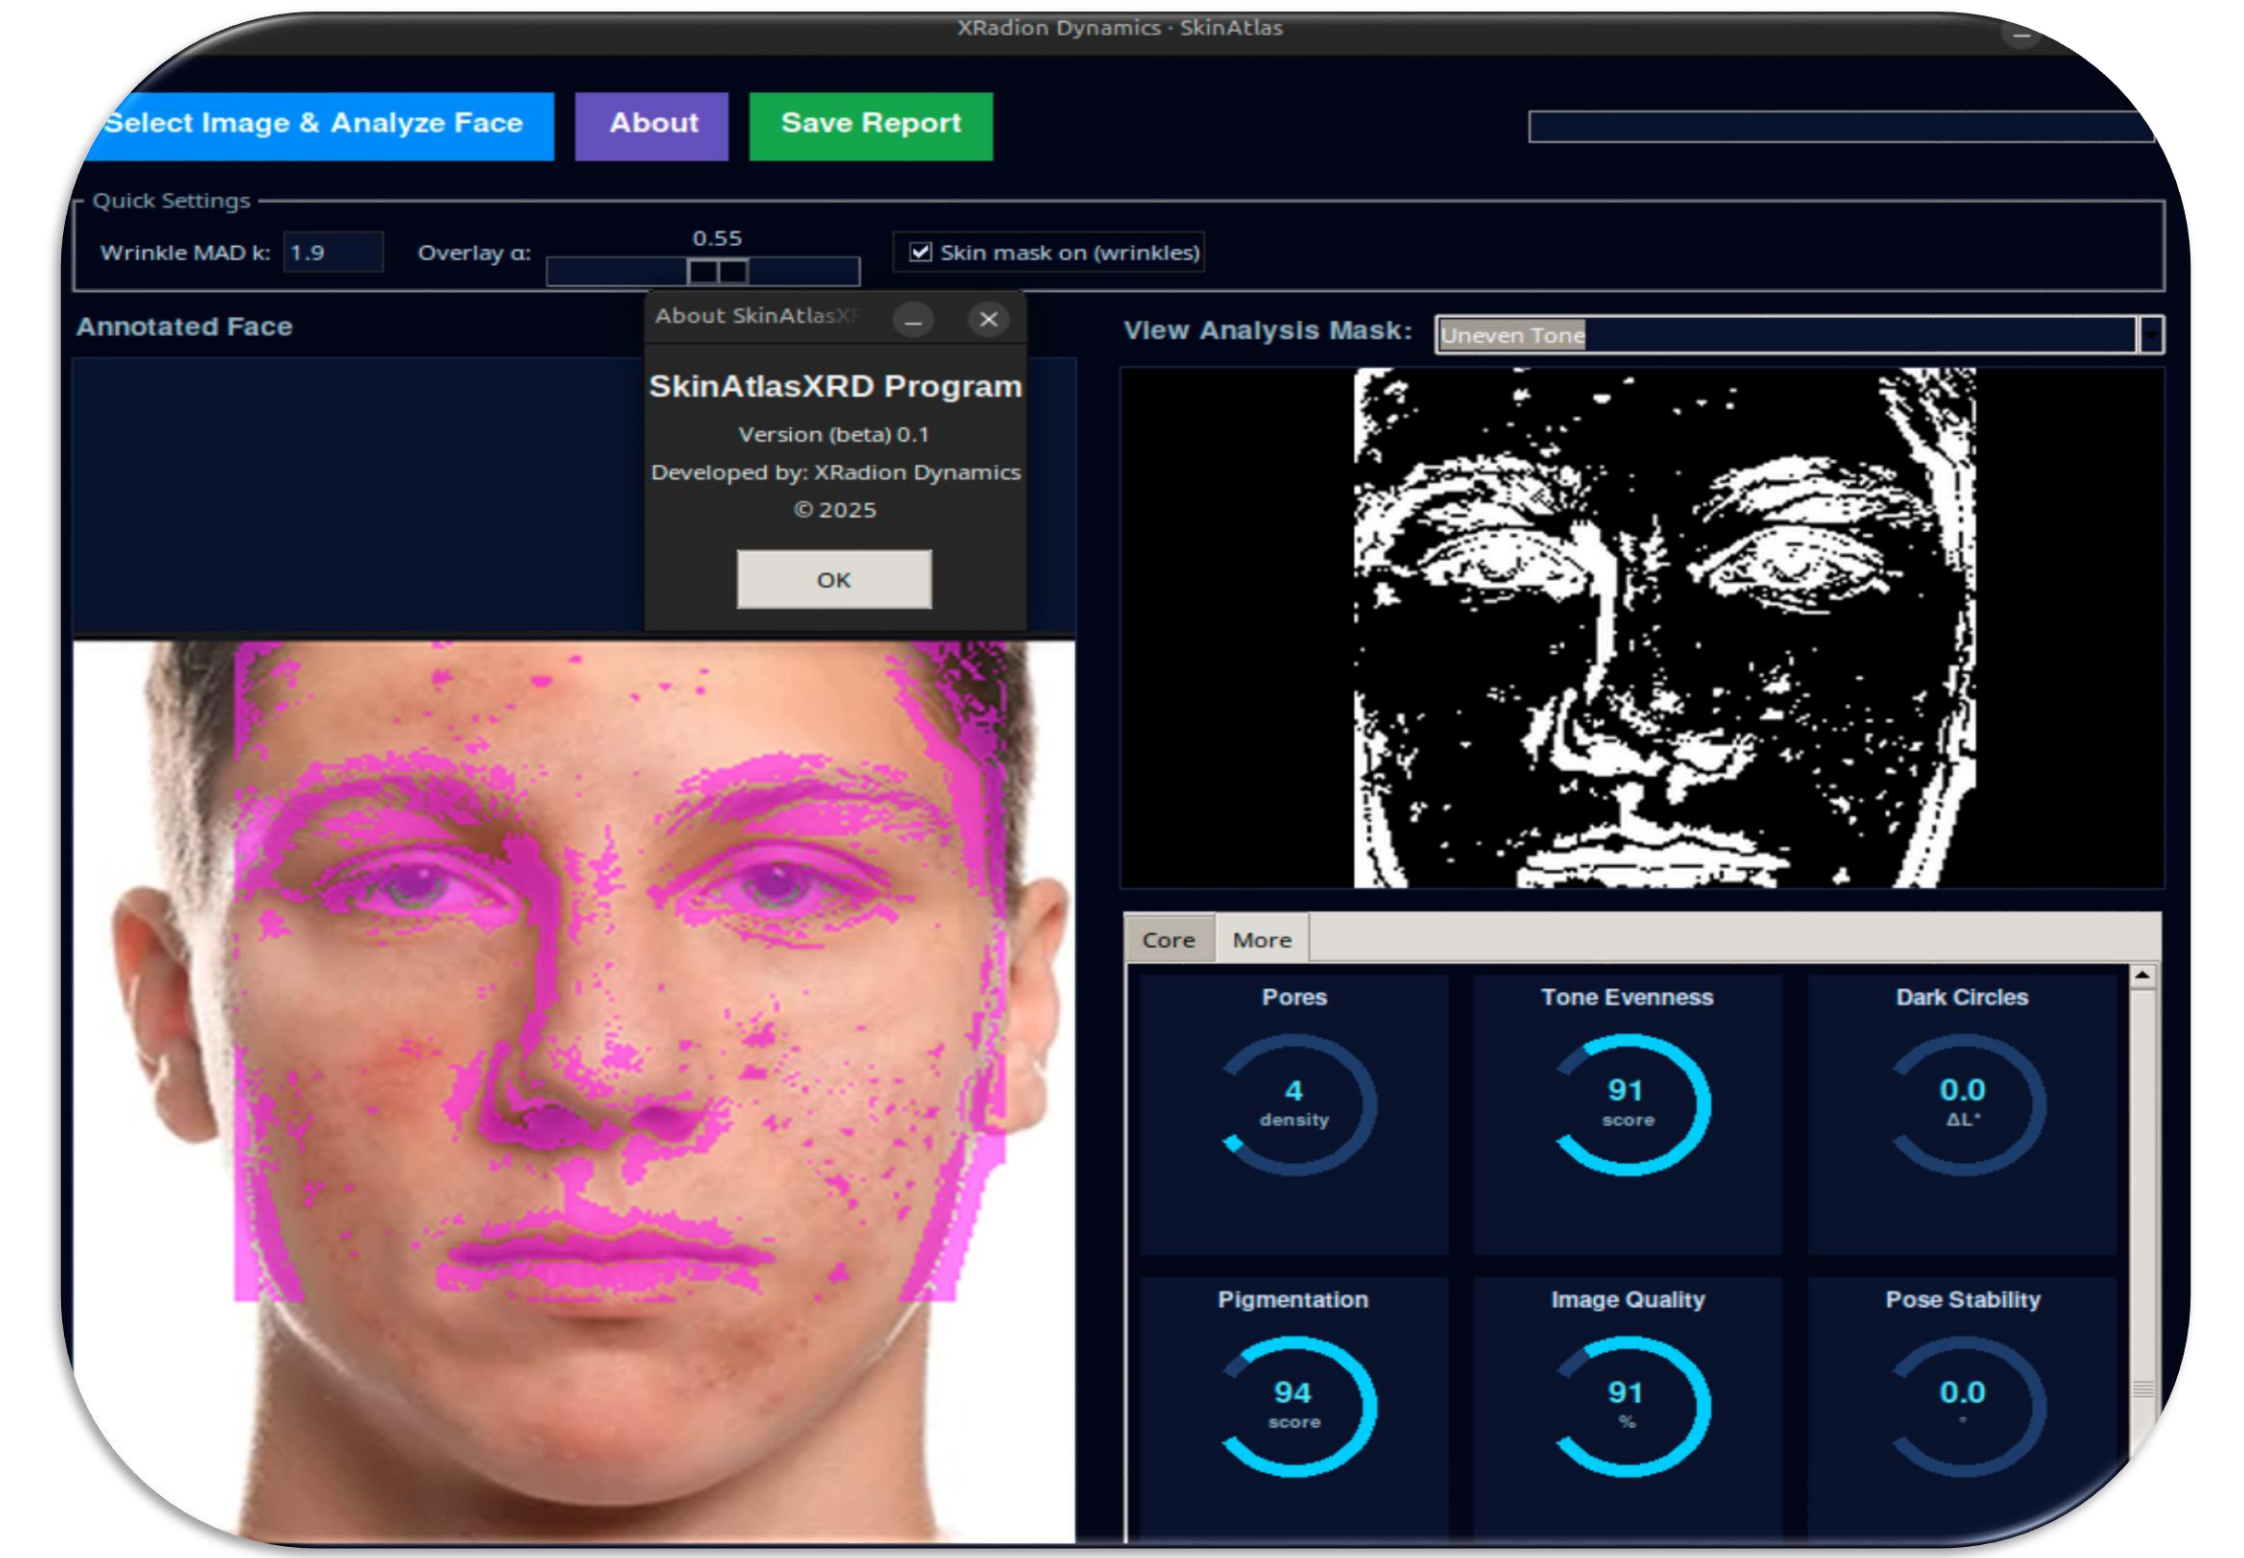 XRadion Dynamics · SkinAtlas
Select Image & Analyze Face
About
Save Report
Quick Settings
Wrinkle MAD k:
1.9
Overlay α:
0.55
Skin mask on (wrinkles)
Annotated Face
About SkinAtlasXR
SkinAtlasXRD Program
Version (beta) 0.1
Developed by: XRadion Dynamics
© 2025
OK
View Analysis Mask:
Uneven Tone
Core
More
Pores
4
density
Tone Evenness
91
score
Dark Circles
0.0
ΔL*
Pigmentation
94
score
Image Quality
91
%
Pose Stability
0.0
°